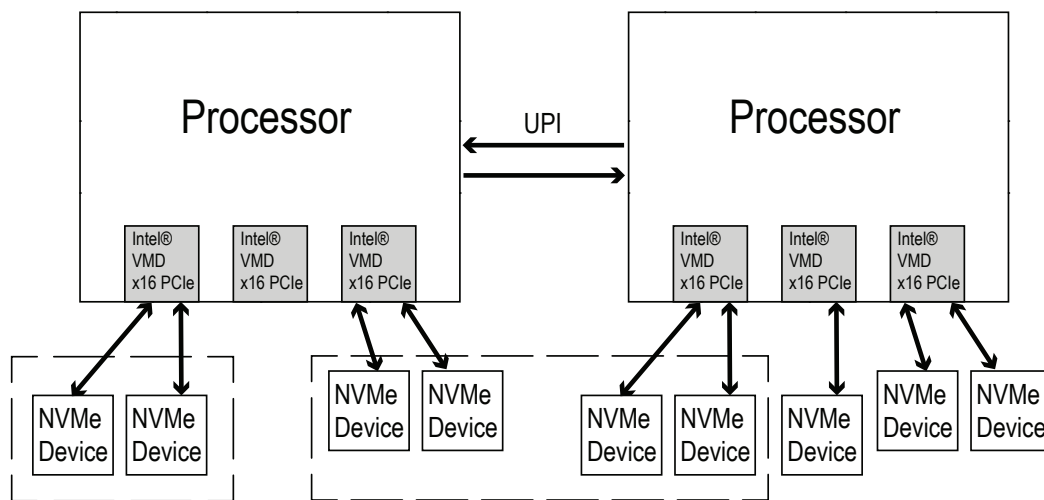 Processor
UPI
Processor
Intel®
VMD
x16 PCIe
Intel®
VMD
x16 PCIe
Intel®
VMD
x16 PCIe
Intel®
VMD
x16 PCIe
Intel®
VMD
x16 PCIe
Intel®
VMD
x16 PCIe
NVMe
Device
NVMe
Device
NVMe
Device
NVMe
Device
NVMe
Device
NVMe
Device
NVMe
Device
NVMe
Device
NVMe
Device